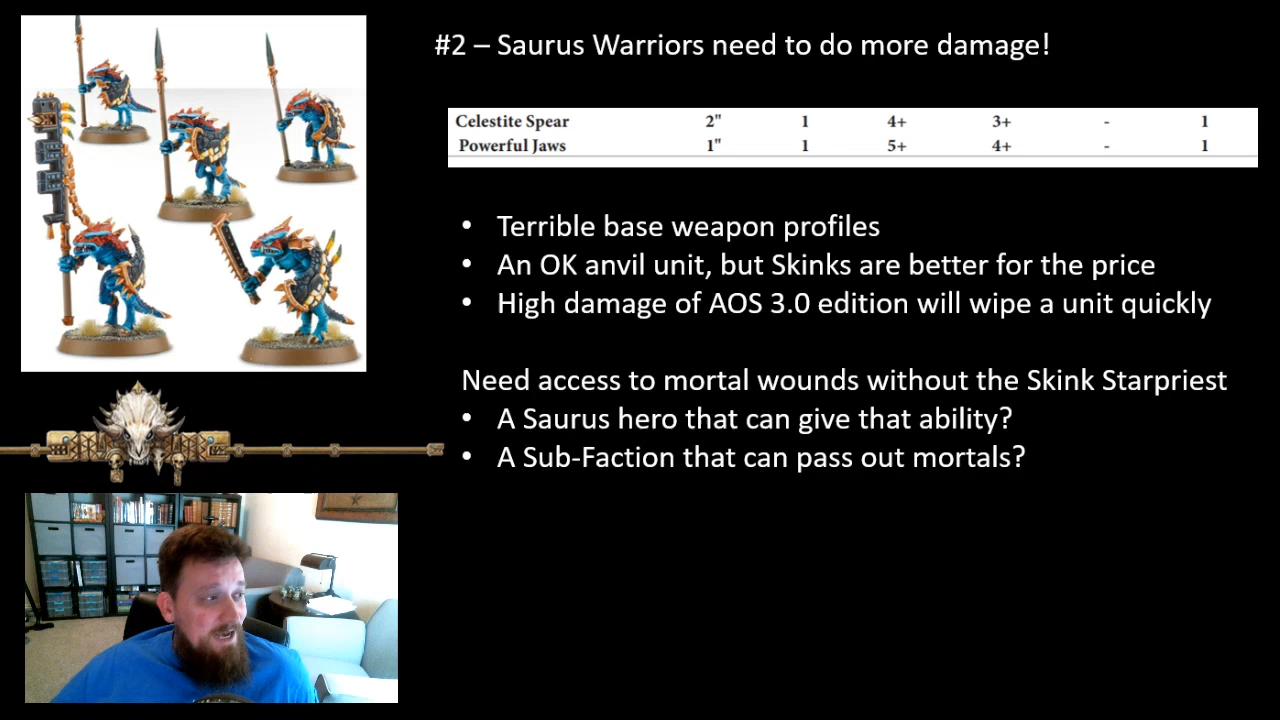 #2 – Saurus Warriors need to do more damage!
Celestite Spear 2" 1 4+ 3+ - 1
Powerful Jaws 1" 1 5+ 4+ - 1
• Terrible base weapon profiles
• An OK anvil unit, but Skinks are better for the price
• High damage of AOS 3.0 edition will wipe a unit quickly
Need access to mortal wounds without the Skink Starpriest
• A Saurus hero that can give that ability?
• A Sub-Faction that can pass out mortals?